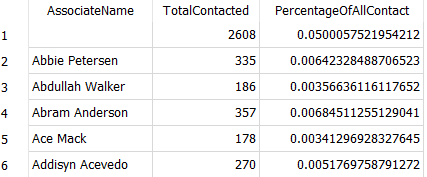 AssociateName TotalContacted PercentageOfAllContact
1 2608 0.0500057521954212
2 Abbie Petersen 335 0.00642328488706523
3 Abdullah Walker 186 0.00356636116117652
4 Abram Anderson 357 0.00684511255129041
5 Ace Mack 178 0.00341296928327645
6 Addisyn Acevedo 270 0.0051769758791272